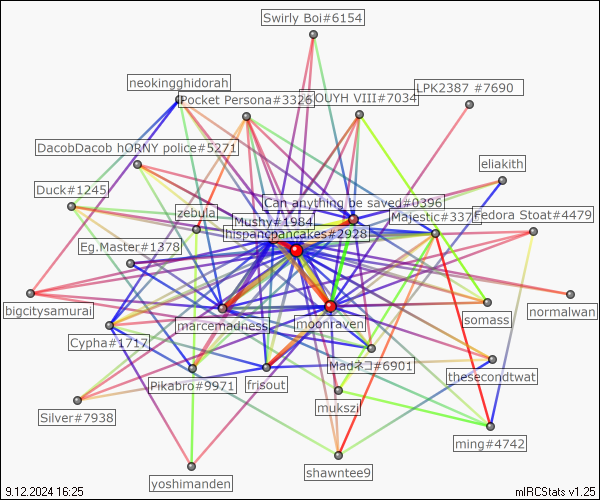 Swirly Boi#6154
neokingghidorah
LPK2387 #7690
Pocket Persona#3326
OUYH VIII#7034
DacobDacob hORNY police#5271
eliakith
Duck#1245
Can anything be saved#0396
zebula
Mushy#1984
Majestic#337
Fedora Stoat#4479
hispancpancakes#2928
Eg.Master#1378
bigcitysamurai
normalwan
somass
marcemadness
moonraven
Cypha#1717
Madネコ#6901
thesecondtwat
Pikabro#9971
frisout
mukszi
Silver#7938
ming#4742
shawntee9
yoshimanden
9.12.2024 16:25
mIRCStats v1.25